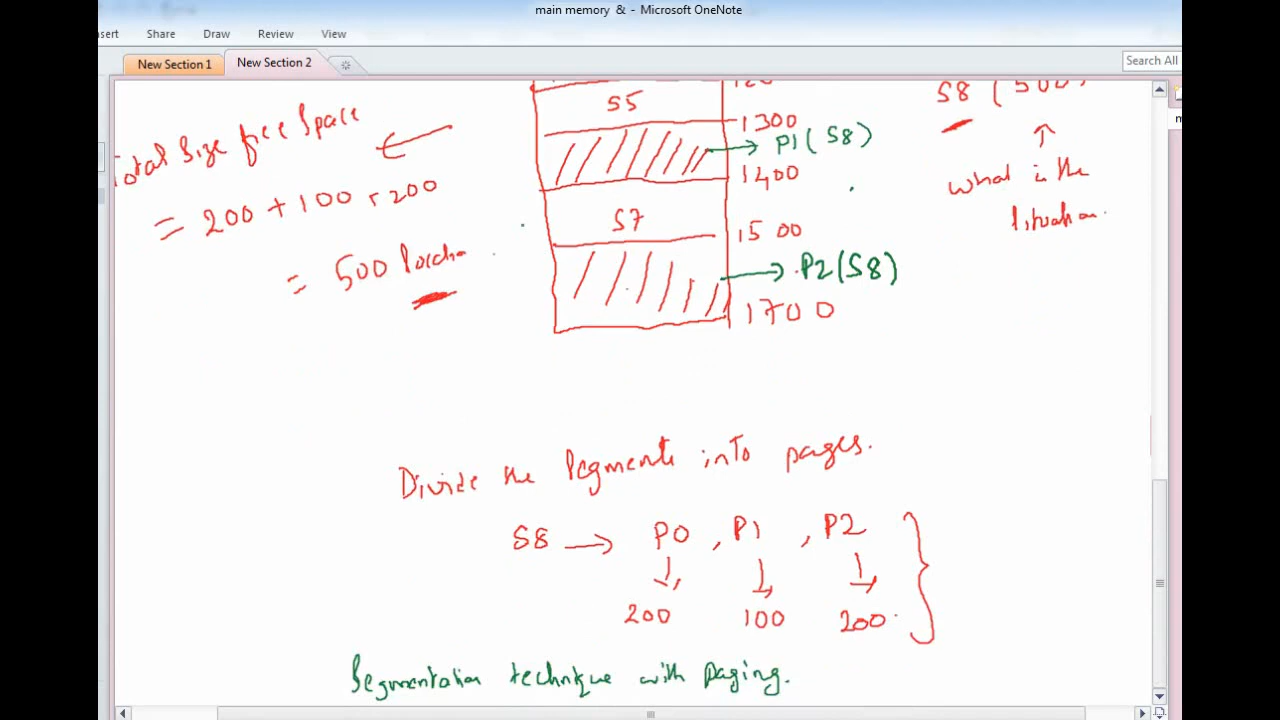 main memory & - Microsoft OneNote
Share Draw Review View
New Section 1 New Section 2
Search All
S5
S8 (500
1300
P1 (S8)
1400
Total Size free Space
= 200 + 100 + 200
= 500
what is the
S7
1500
P2 (S8)
1700
Divide the Segments into pages.
S8 → P0 , P1 , P2
200 100 200
Segmentation technique with paging.